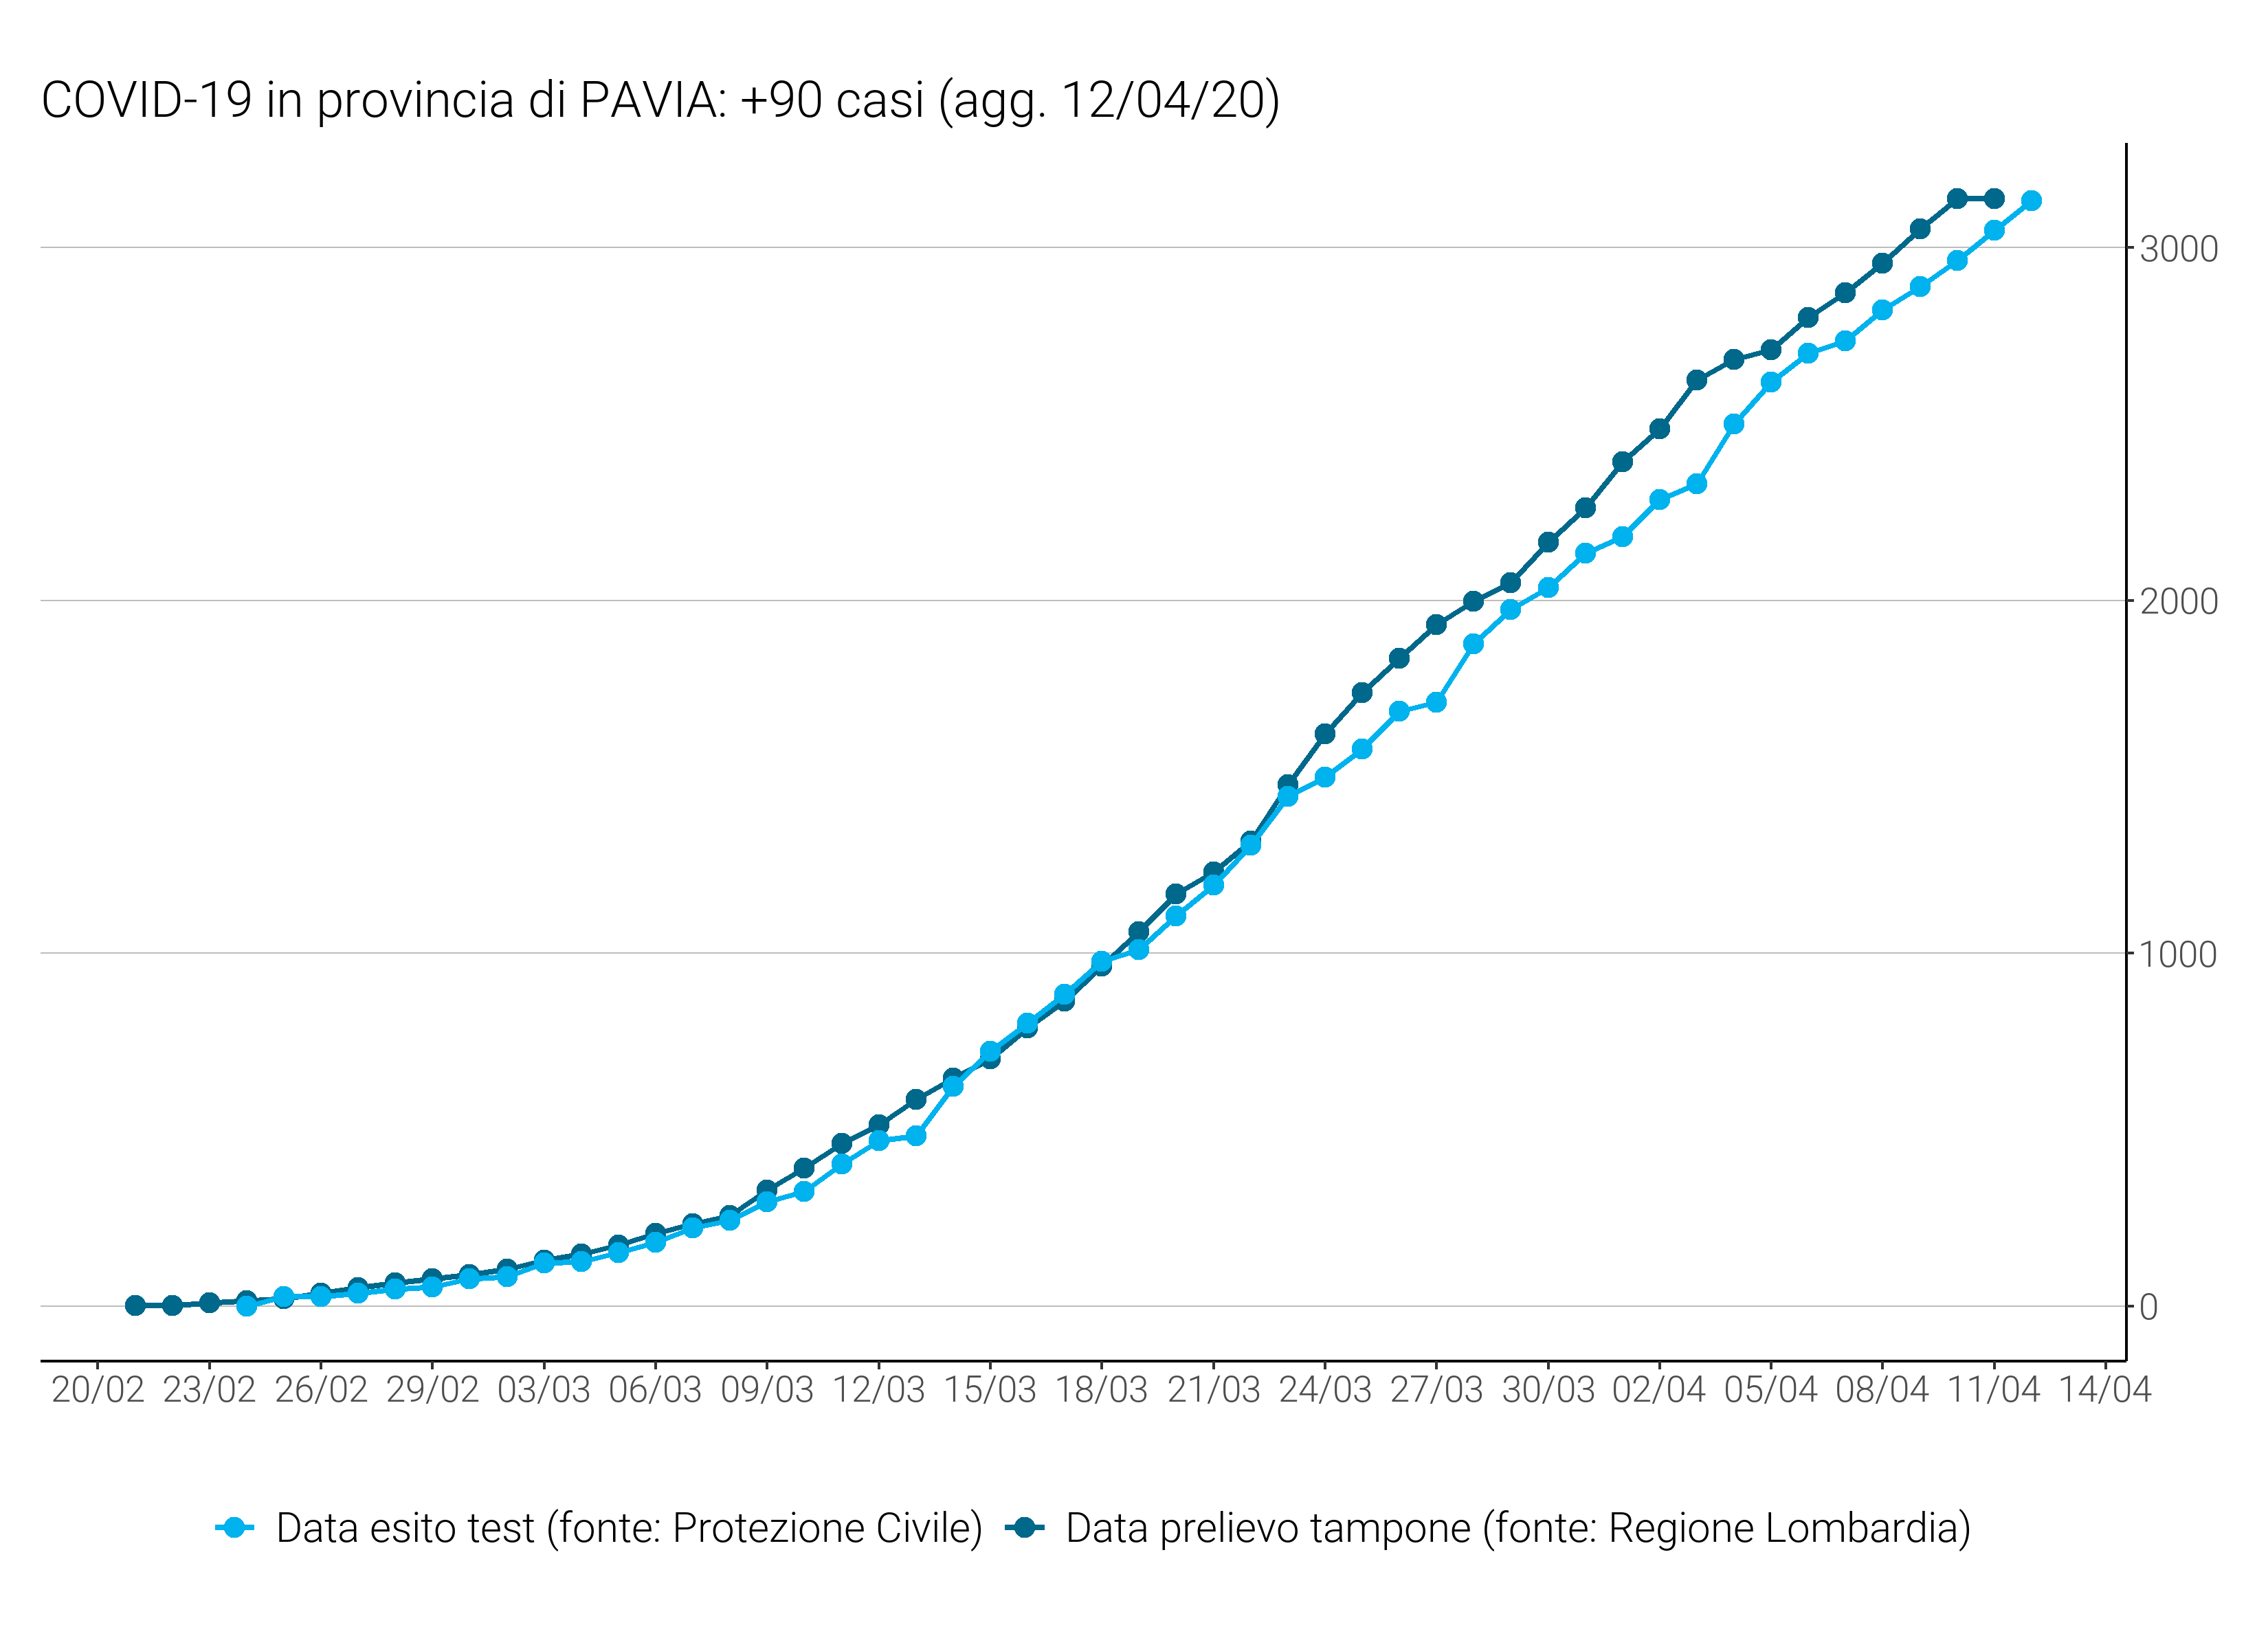 COVID-19 in provincia di PAVIA: +90 casi (agg. 12/04/20)
3000
2000
1000
0
20/02 23/02 26/02 29/02 03/03 06/03 09/03 12/03 15/03 18/03 21/03 24/03 27/03 30/03 02/04 05/04 08/04 11/04 14/04
Data esito test (fonte: Protezione Civile) Data prelievo tampone (fonte: Regione Lombardia)